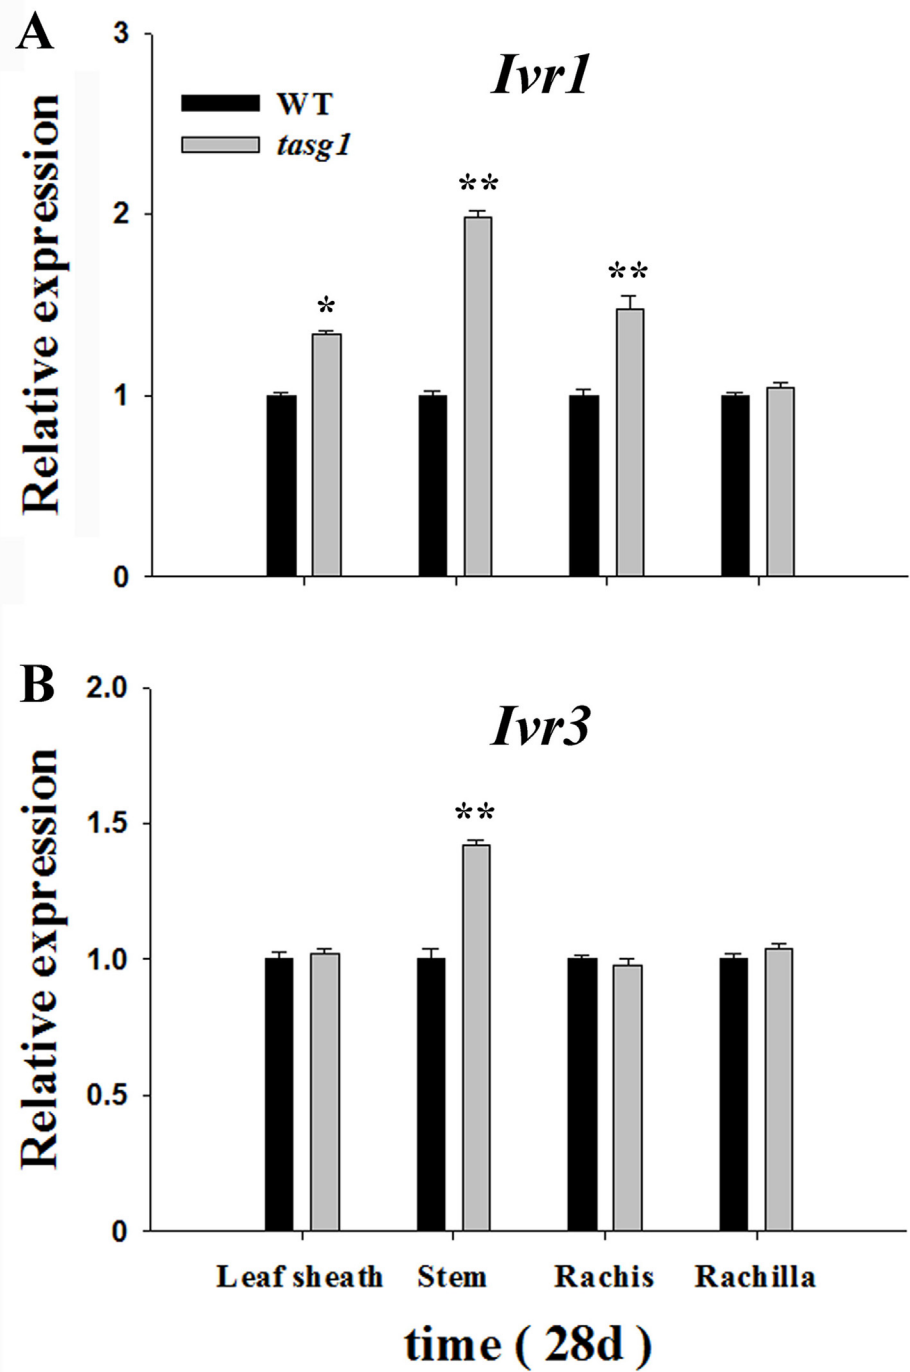 A
3
Ivr1
WT
tasg1
**
2
**
*
1
0
Relative expression
B
2.0
Ivr3
**
1.5
1.0
0.5
0
Relative expression
Leaf sheath Stem Rachis Rachilla
time ( 28d )